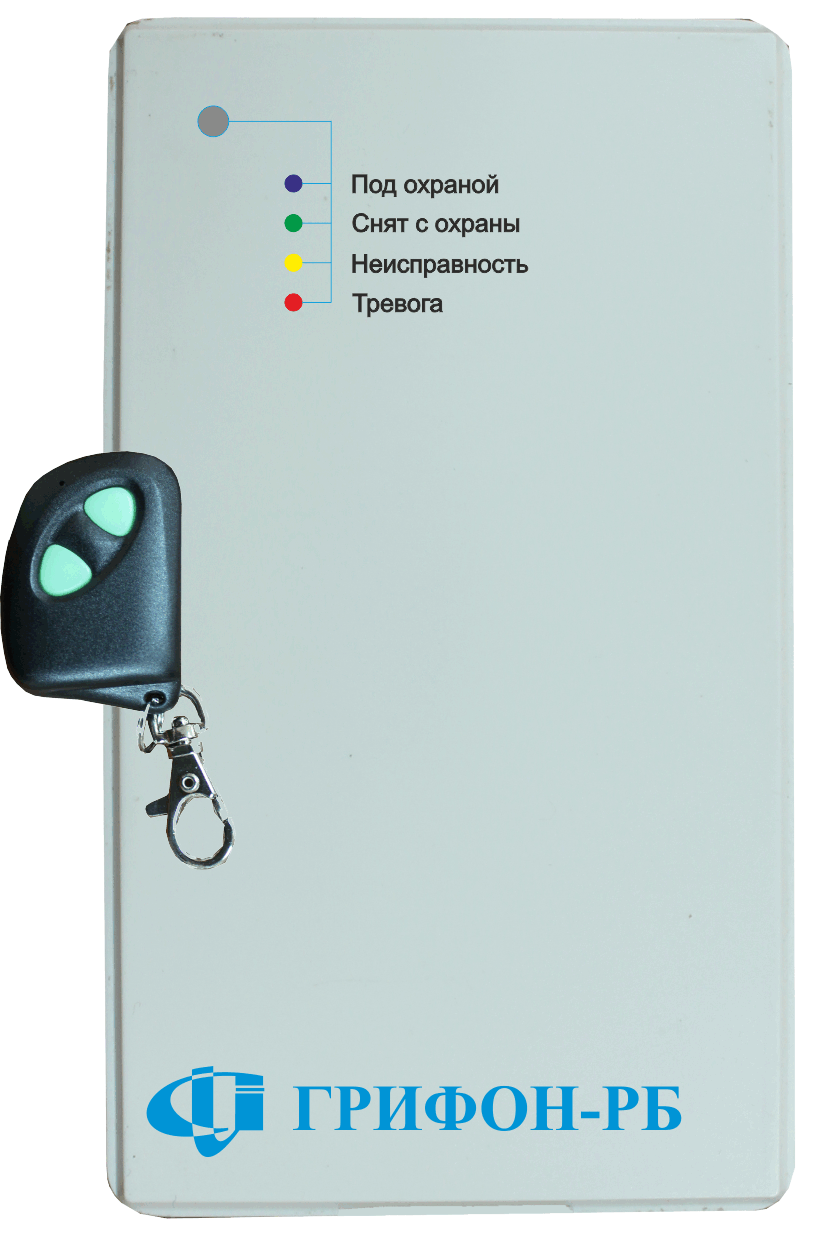 Под охраной
Снят с охраны
Неисправность
Тревога
ГРИФОН-РБ